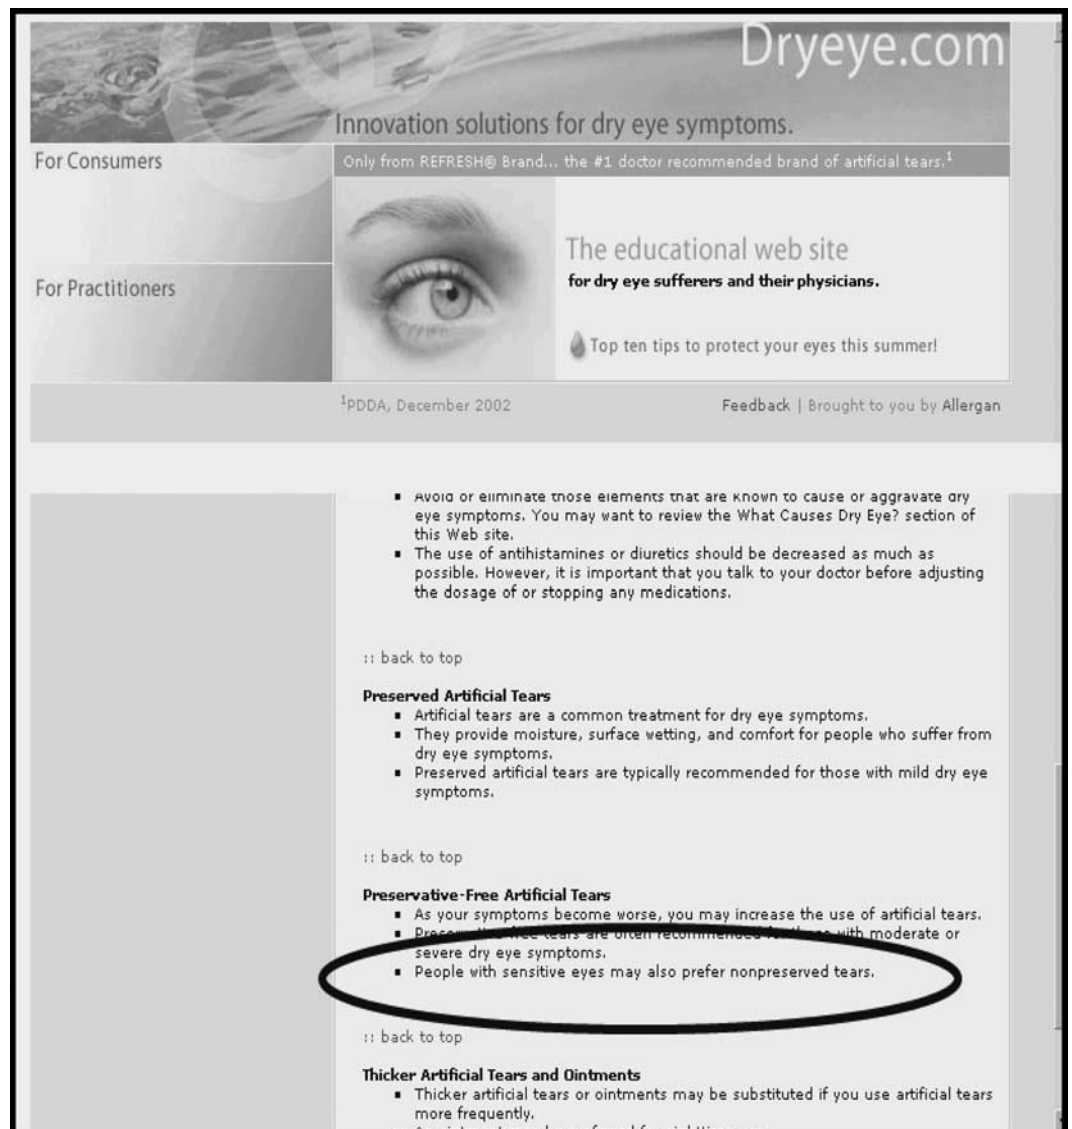 Dryeye.com
Innovation solutions for dry eye symptoms.
For Consumers
Only from REFRESH® Brand... the #1 doctor recommended brand of artificial tears.1
The educational web site
for dry eye sufferers and their physicians.
For Practitioners
Top ten tips to protect your eyes this summer!
1PDDA, December 2002
Feedback | Brought to you by Allergan
▪ Avoid or eliminate those elements that are known to cause or aggravate dry
eye symptoms. You may want to review the What Causes Dry Eye? section of
this Web site.
▪ The use of antihistamines or diuretics should be decreased as much as
possible. However, it is important that you talk to your doctor before adjusting
the dosage of or stopping any medications.
:: back to top
Preserved Artificial Tears
▪ Artificial tears are a common treatment for dry eye symptoms.
▪ They provide moisture, surface wetting, and comfort for people who suffer from
dry eye symptoms.
▪ Preserved artificial tears are typically recommended for those with mild dry eye
symptoms.
:: back to top
Preservative-Free Artificial Tears
▪ As your symptoms become worse, you may increase the use of artificial tears.
▪ Preservative-free tears are often recommended for those with moderate or
severe dry eye symptoms.
▪ People with sensitive eyes may also prefer nonpreserved tears.
:: back to top
Thicker Artificial Tears and Ointments
▪ Thicker artificial tears or ointments may be substituted if you use artificial tears
more frequently.